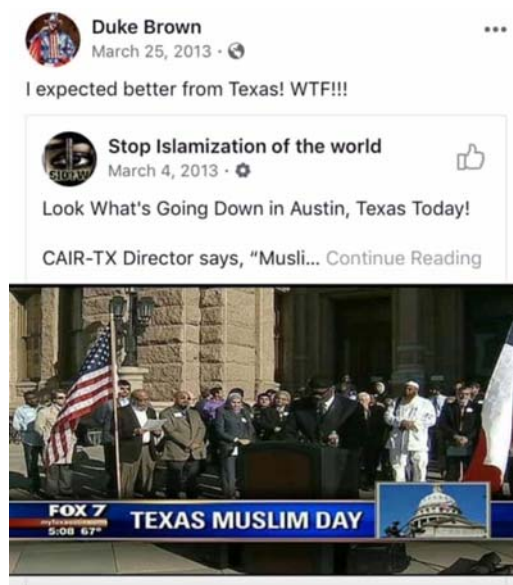 Duke Brown
March 25, 2013
I expected better from Texas! WTF!!!
Stop Islamization of the world
March 4, 2013
Look What's Going Down in Austin, Texas Today!
CAIR-TX Director says, “Musli... Continue Reading
FOX 7
5:08 67°
TEXAS MUSLIM DAY